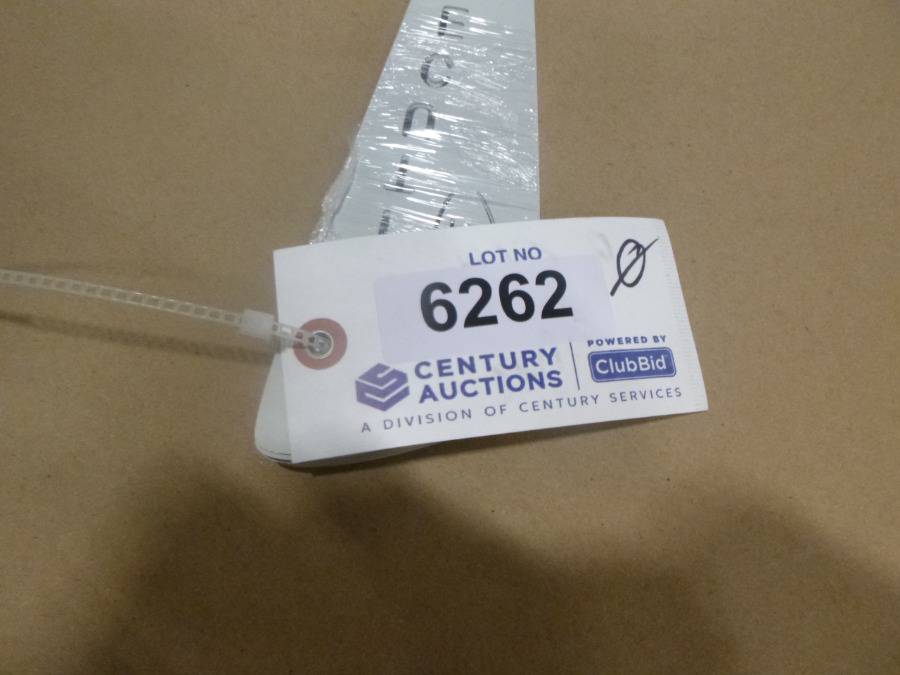 LOT NO
6262
Ø
CENTURY
AUCTIONS
POWERED BY
ClubBid
A DIVISION OF CENTURY SERVICES